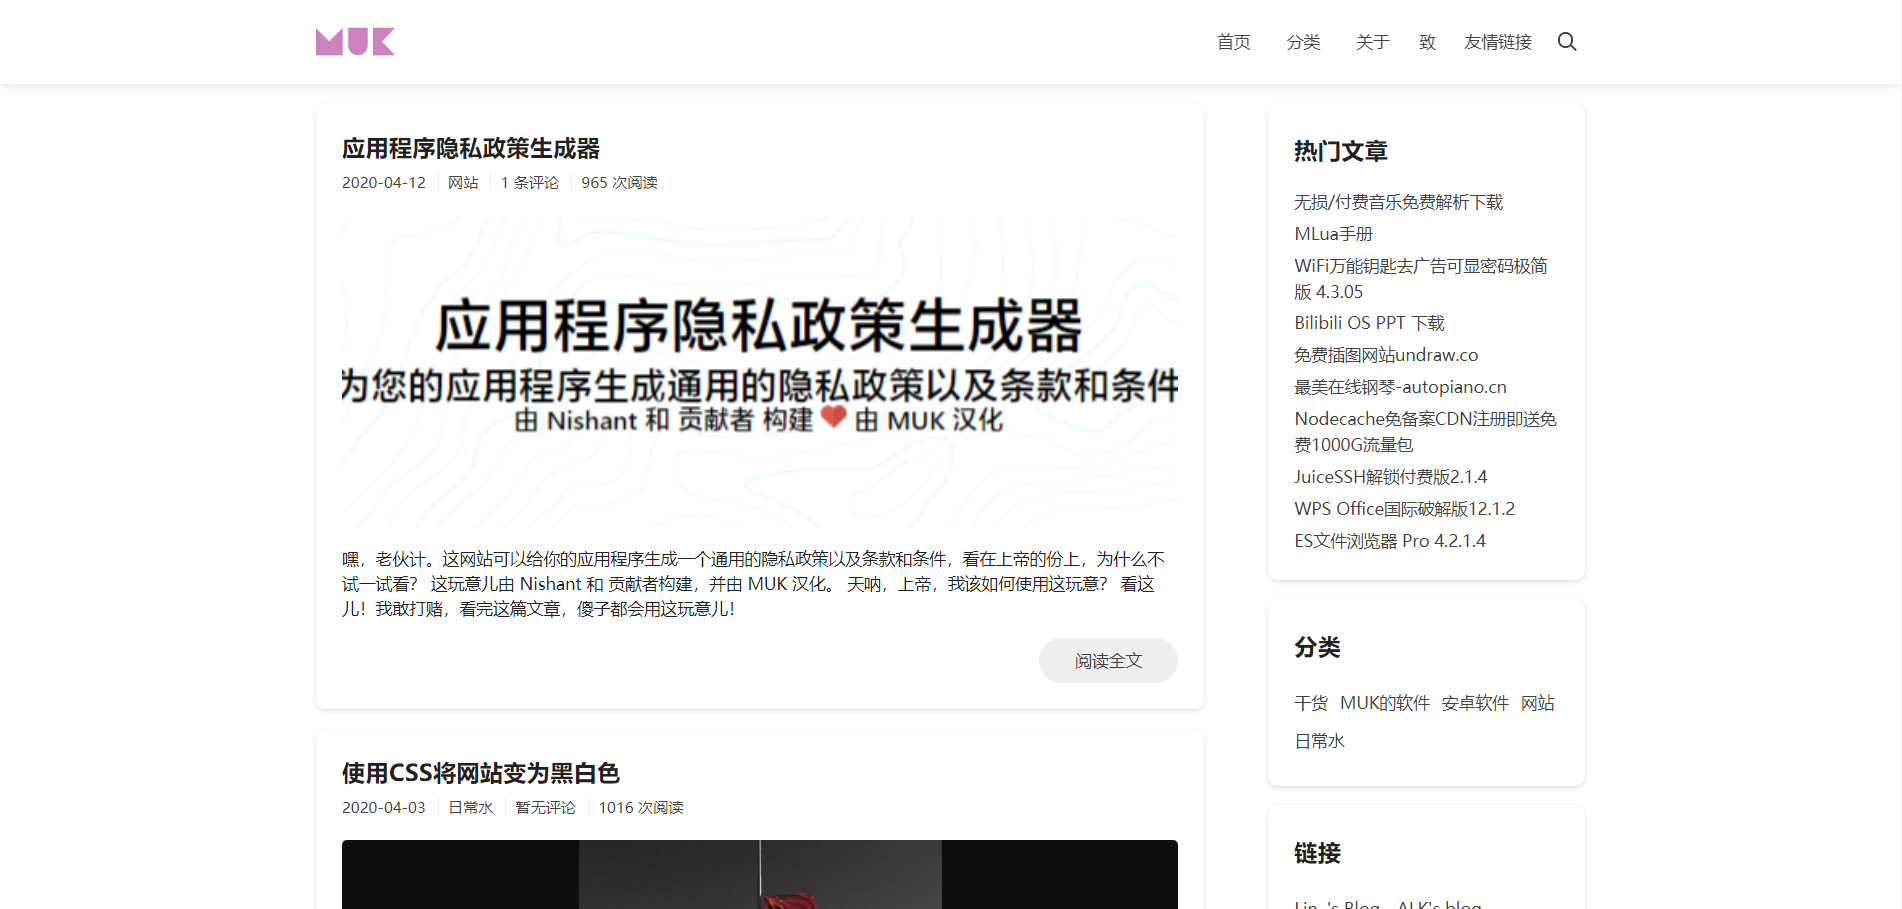 MUK
首页 分类 关于 致 友情链接
应用程序隐私政策生成器
2020-04-12 网站 1 条评论 965 次阅读
应用程序隐私政策生成器
为您的应用程序生成通用的隐私政策以及条款和条件
由 Nishant 和 贡献者 构建 ❤ 由 MUK 汉化
嘿，老伙计。这网站可以给你的应用程序生成一个通用的隐私政策以及条款和条件，看在上帝的份上，为什么不
试一试看？ 这玩意儿由 Nishant 和 贡献者构建，并由 MUK 汉化。 天呐，上帝，我该如何使用这玩意？ 看这
儿！我敢打赌，看完这篇文章，傻子都会用这玩意儿！
阅读全文
使用CSS将网站变为黑白色
2020-04-03 日常水 暂无评论 1016 次阅读
热门文章
无损/付费音乐免费解析下载
MLua手册
WiFi万能钥匙去广告可显密码极简
版 4.3.05
Bilibili OS PPT 下载
免费插图网站undraw.co
最美在线钢琴-autopiano.cn
Nodecache免备案CDN注册即送免
费1000G流量包
JuiceSSH解锁付费版2.1.4
WPS Office国际破解版12.1.2
ES文件浏览器 Pro 4.2.1.4
分类
干货 MUK的软件 安卓软件 网站
日常水
链接